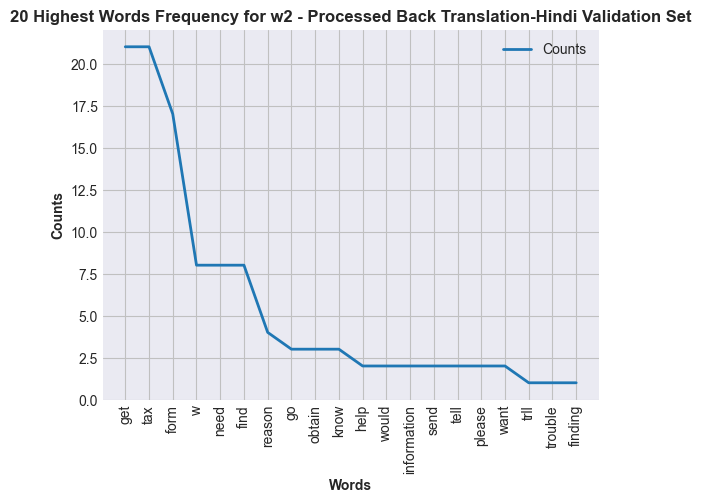 20 Highest Words Frequency for w2 - Processed Back Translation-Hindi Validation Set
Counts
20.0
17.5
15.0
12.5
10.0
7.5
5.0
2.5
0.0
Counts
get
tax
form
w
need
find
reason
go
obtain
know
help
would
information
send
tell
please
want
trll
trouble
finding
Words